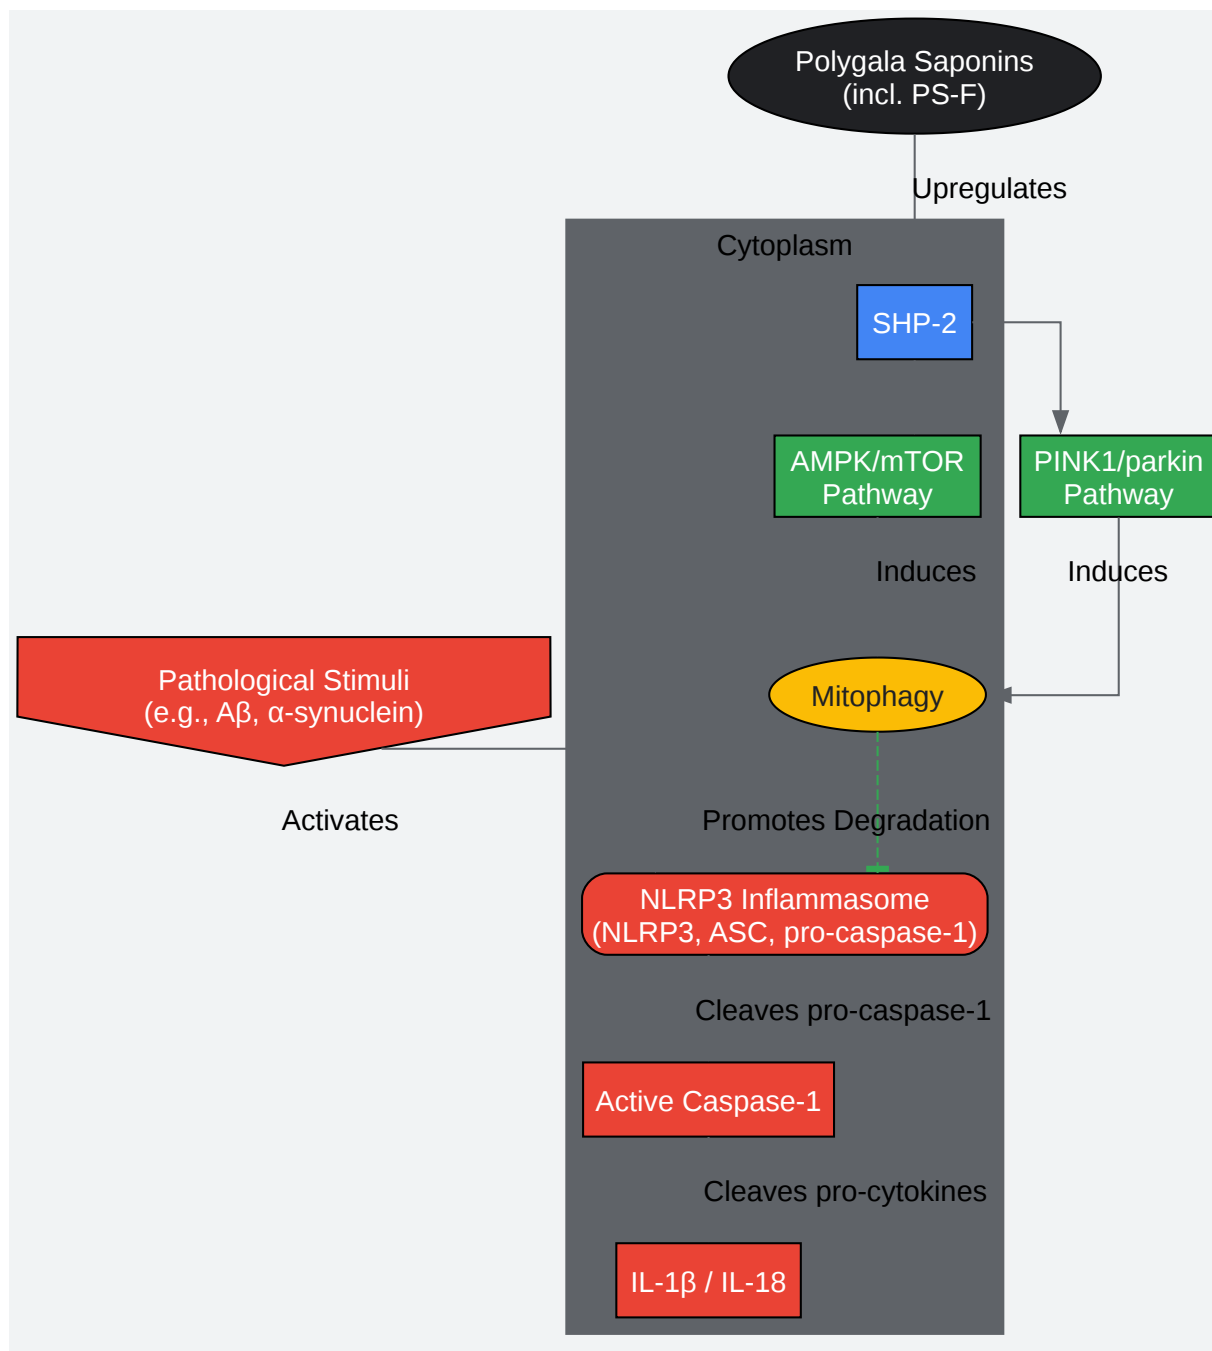 Polygala Saponins
(incl. PS-F)
Upregulates
Cytoplasm
SHP-2
AMPK/mTOR
Pathway
PINK1/parkin
Pathway
Induces
Induces
Pathological Stimuli
(e.g., Aβ, α-synuclein)
Mitophagy
Activates
Promotes Degradation
NLRP3 Inflammasome
(NLRP3, ASC, pro-caspase-1)
Cleaves pro-caspase-1
Active Caspase-1
Cleaves pro-cytokines
IL-1β / IL-18